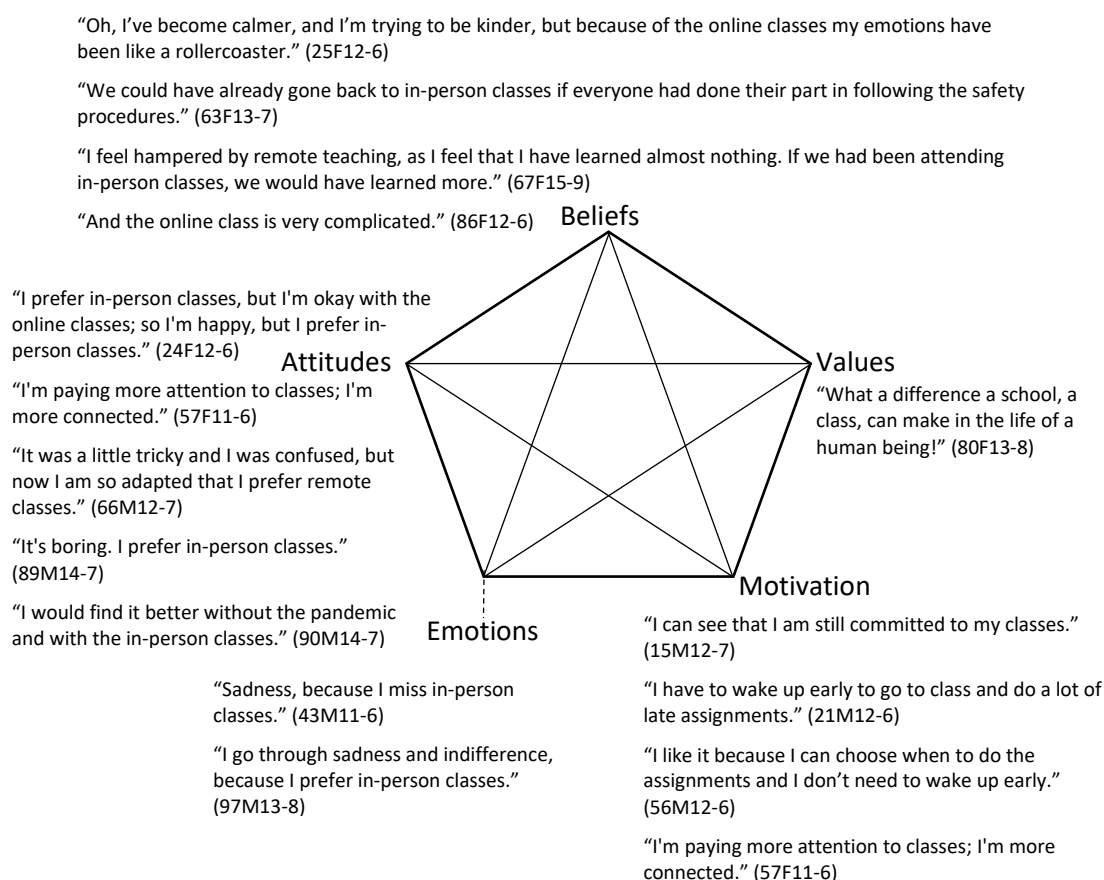 “Oh, I’ve become calmer, and I’m trying to be kinder, but because of the online classes my emotions have
been like a rollercoaster.” (25F12-6)
“We could have already gone back to in-person classes if everyone had done their part in following the safety
procedures.” (63F13-7)
“I feel hampered by remote teaching, as I feel that I have learned almost nothing. If we had been attending
in-person classes, we would have learned more.” (67F15-9)
“And the online class is very complicated.” (86F12-6)
Beliefs
“I prefer in-person classes, but I'm okay with the
online classes; so I'm happy, but I prefer in-
person classes.” (24F12-6)
Attitudes
“I'm paying more attention to classes; I'm
more connected.” (57F11-6)
“It was a little tricky and I was confused, but
now I am so adapted that I prefer remote
classes.” (66M12-7)
“It's boring. I prefer in-person classes.”
(89M14-7)
“I would find it better without the pandemic
and with the in-person classes.” (90M14-7)
Values
“What a difference a school, a
class, can make in the life of a
human being!” (80F13-8)
Emotions
“Sadness, because I miss in-person
classes.” (43M11-6)
“I go through sadness and indifference,
because I prefer in-person classes.”
(97M13-8)
Motivation
“I can see that I am still committed to my classes.”
(15M12-7)
“I have to wake up early to go to class and do a lot of
late assignments.” (21M12-6)
“I like it because I can choose when to do the
assignments and I don’t need to wake up early.”
(56M12-6)
“I'm paying more attention to classes; I'm more
connected.” (57F11-6)